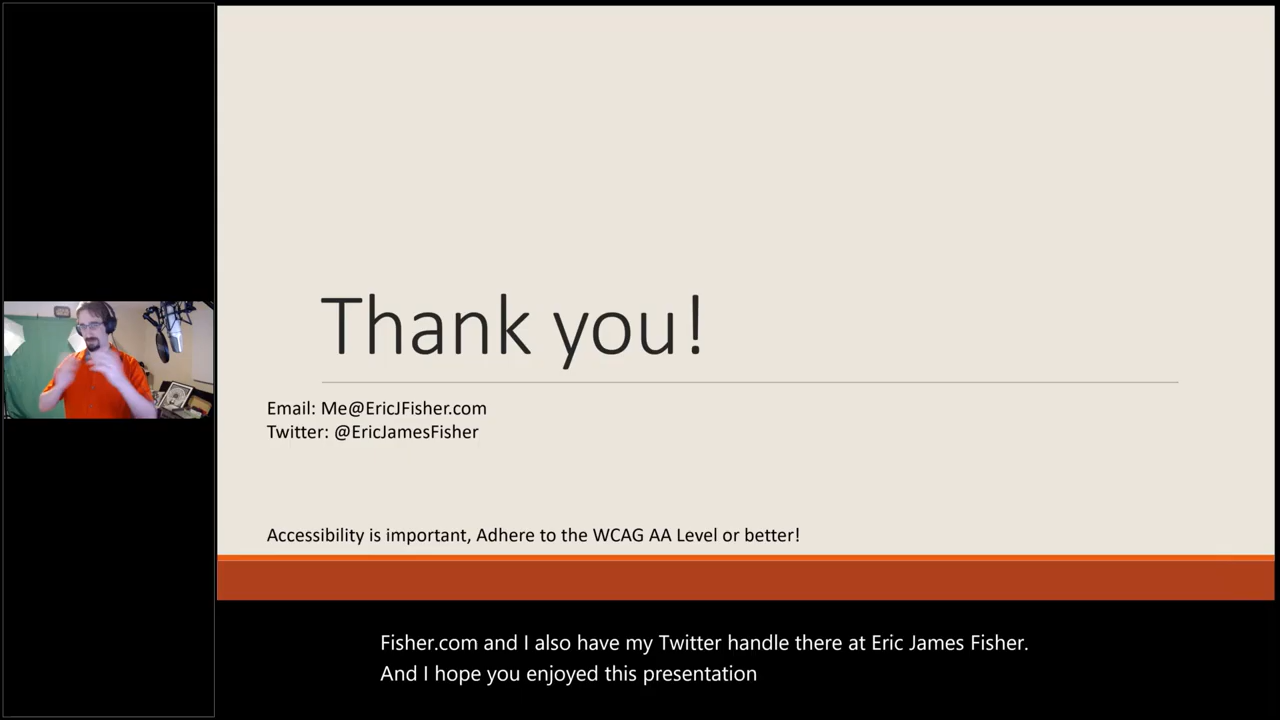 Thank you!
Email: Me@EricJFisher.com
Twitter: @EricJamesFisher
Accessibility is important, Adhere to the WCAG AA Level or better!
Fisher.com and I also have my Twitter handle there at Eric James Fisher.
And I hope you enjoyed this presentation